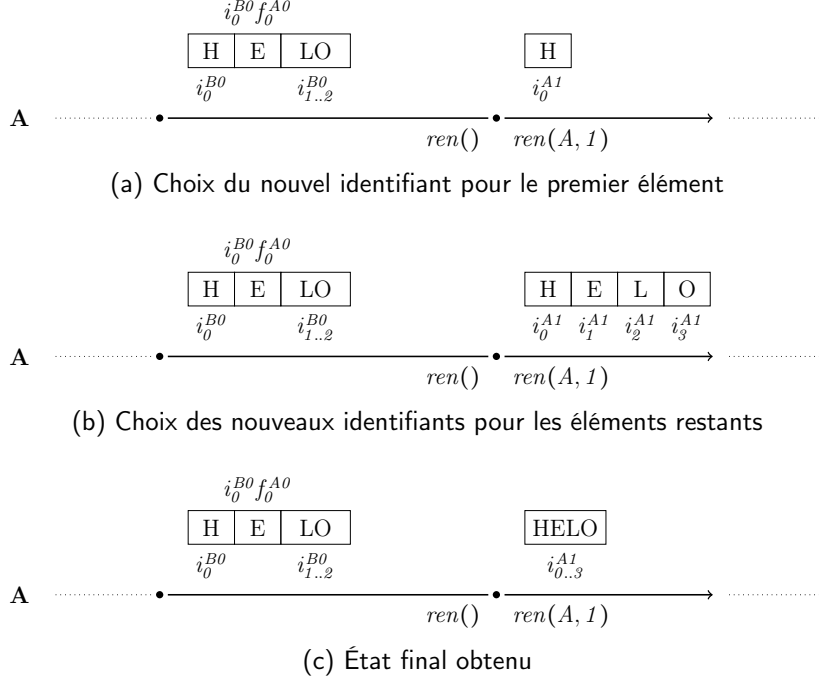 i_0^{B0} f_0^{A0}
H E LO H
i_0^{B0} i_{1..2}^{B0} i_0^{A1}
A
ren() ren(A, 1)
(a) Choix du nouvel identifiant pour le premier élément
i_0^{B0} f_0^{A0}
H E LO H E L O
i_0^{B0} i_{1..2}^{B0} i_0^{A1} i_1^{A1} i_2^{A1} i_3^{A1}
A
ren() ren(A, 1)
(b) Choix des nouveaux identifiants pour les éléments restants
i_0^{B0} f_0^{A0}
H E LO HELO
i_0^{B0} i_{1..2}^{B0} i_{0..3}^{A1}
A
ren() ren(A, 1)
(c) État final obtenu